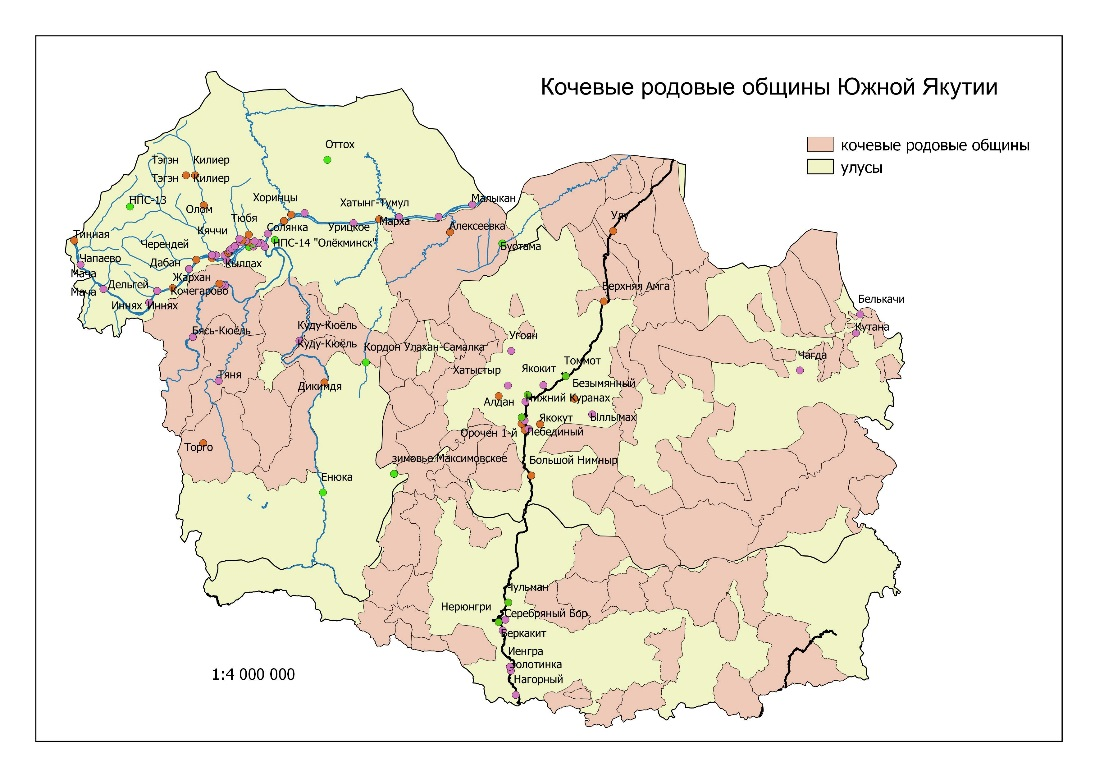 Кочевые родовые общины Южной Якутии
кочевые родовые общины
улусы
Оттох
Тэгэн
Килиер
Тэгэн
Килиер
НПС-13
Олом
Хоринцы
Хатынг-Тумул
Малыкан
Тюбя
Марха
Улу
Кяччи
Солянка
Урицкое
Алексеевка
Тинная
Черендей
НПС-14 "Олёкминск"
Бустама
Чапаево
Дабан
Кыллах
Мача
Жархан
Мача
Дельгей
Кочегарово
Верхняя Амга
Иннях
Иннях
Белькачи
Бясь-Кюёль
Куду-Кюёль
Кутана
Куду-Кюёль
Угоян
Кордон Улахан-Самалка
Чагда
Томмот
Хатыстыр
Якокит
Тяня
Дикимдя
Безымянный
Алдан
Нижний Куранах
Якокут
Ыллымах
Орочен 1-й
Лебединый
Торго
зимовье Максимовское
Большой Нимныр
Енюка
Чульман
Нерюнгри
Серебряный Бор
Беркакит
Иенгра
Золотинка
Нагорный
1:4 000 000